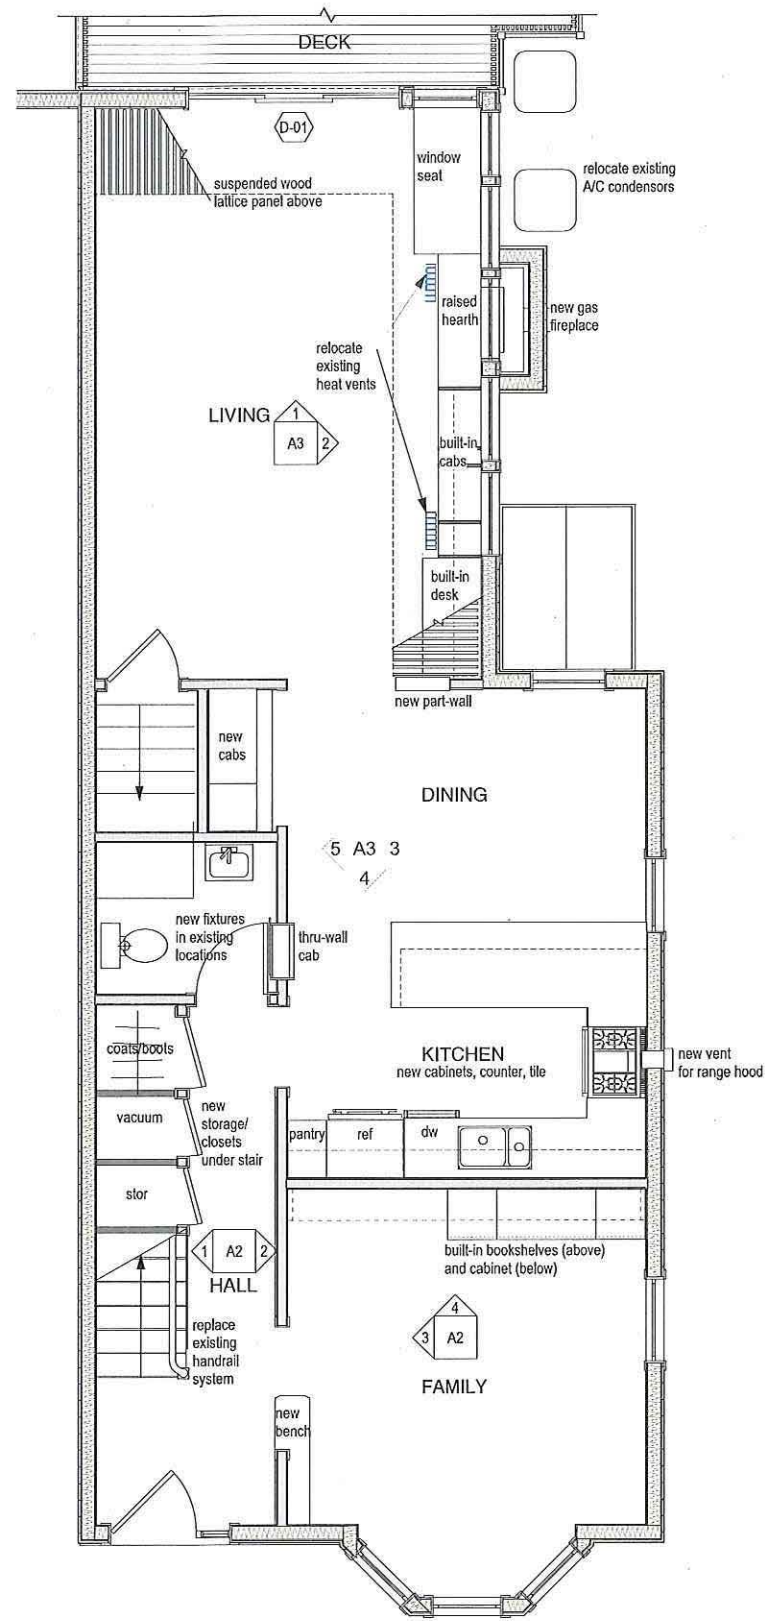 DECK
D-01
window
seat
relocate existing
A/C condensors
suspended wood
lattice panel above
raised
hearth
new gas
fireplace
relocate
existing
heat vents
LIVING
1
A3
2
built-in
cabs
built-in
desk
new part-wall
new
cabs
DINING
5 A3 3
4
new fixtures
in existing
locations
thru-wall
cab
coats/boots
KITCHEN
new cabinets, counter, tile
new vent
for range hood
vacuum
new
storage/
closets
under stair
pantry
ref
dw
stor
1
A2
2
HALL
built-in bookshelves (above)
and cabinet (below)
replace
existing
handrail
system
4
3
A2
FAMILY
new
bench